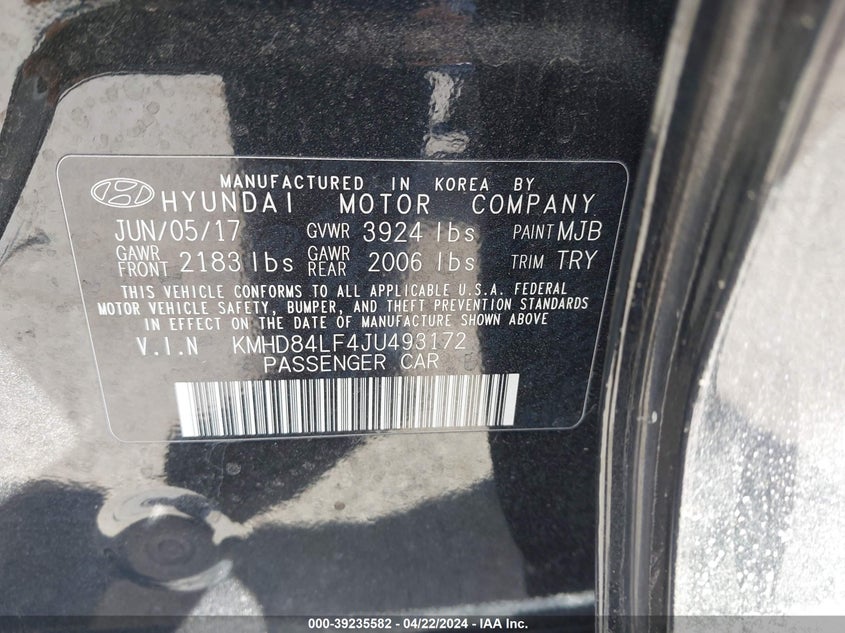 MANUFACTURED IN KOREA BY
HYUNDAI MOTOR COMPANY
JUN/05/17 GVWR 3924 lbs PAINT MJB
GAWR FRONT 2183 lbs GAWR REAR 2006 lbs TRIM TRY
THIS VEHICLE CONFORMS TO ALL APPLICABLE U.S.A. FEDERAL
MOTOR VEHICLE SAFETY, BUMPER, AND THEFT PREVENTION STANDARDS
IN EFFECT ON THE DATE OF MANUFACTURE SHOWN ABOVE
V.I.N KMHD84LF4JU493172
PASSENGER CAR
000-39235582 - 04/22/2024 - IAA Inc.